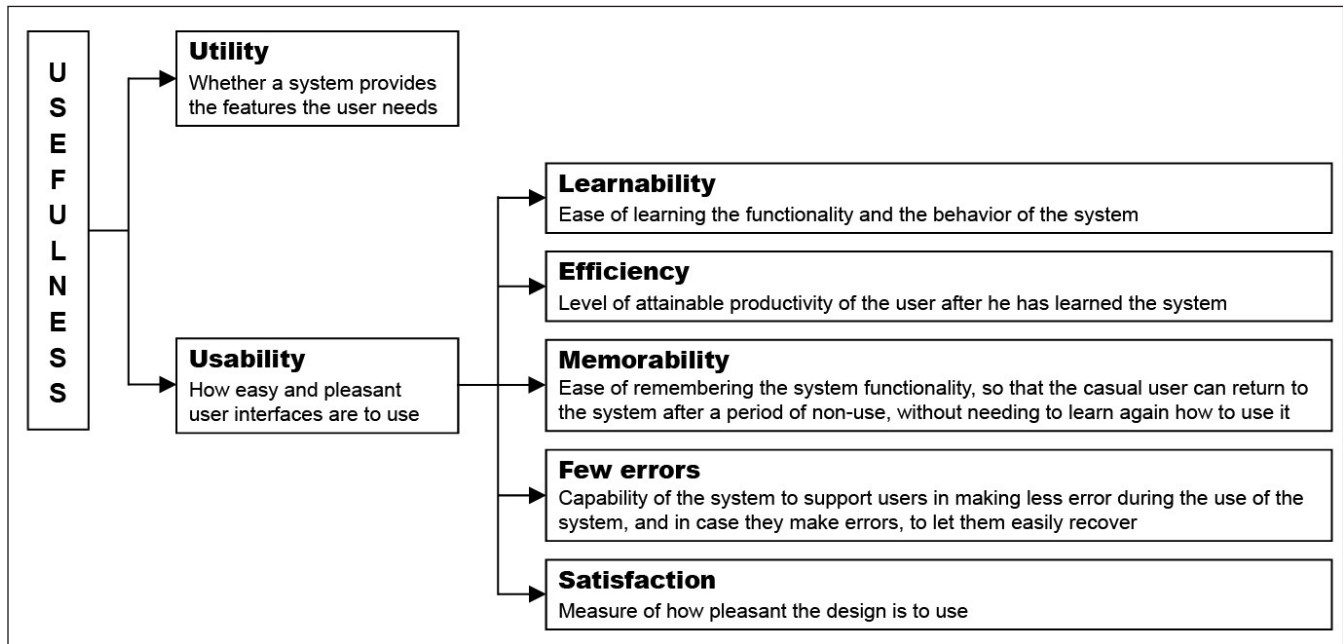 USEFULNESS
Utility
Whether a system provides
the features the user needs
Usability
How easy and pleasant
user interfaces are to use
Learnability
Ease of learning the functionality and the behavior of the system
Efficiency
Level of attainable productivity of the user after he has learned the system
Memorability
Ease of remembering the system functionality, so that the casual user can return to
the system after a period of non-use, without needing to learn again how to use it
Few errors
Capability of the system to support users in making less error during the use of the
system, and in case they make errors, to let them easily recover
Satisfaction
Measure of how pleasant the design is to use